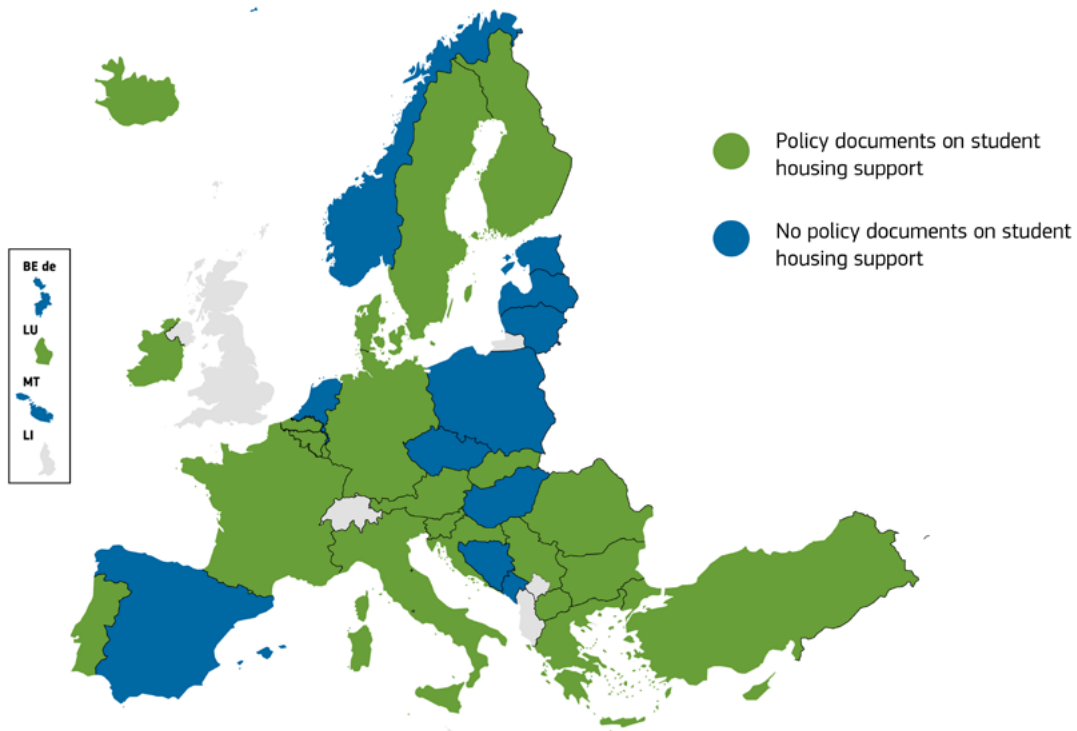 Policy documents on student
housing support
No policy documents on student
housing support
BE de
LU
MT
LI